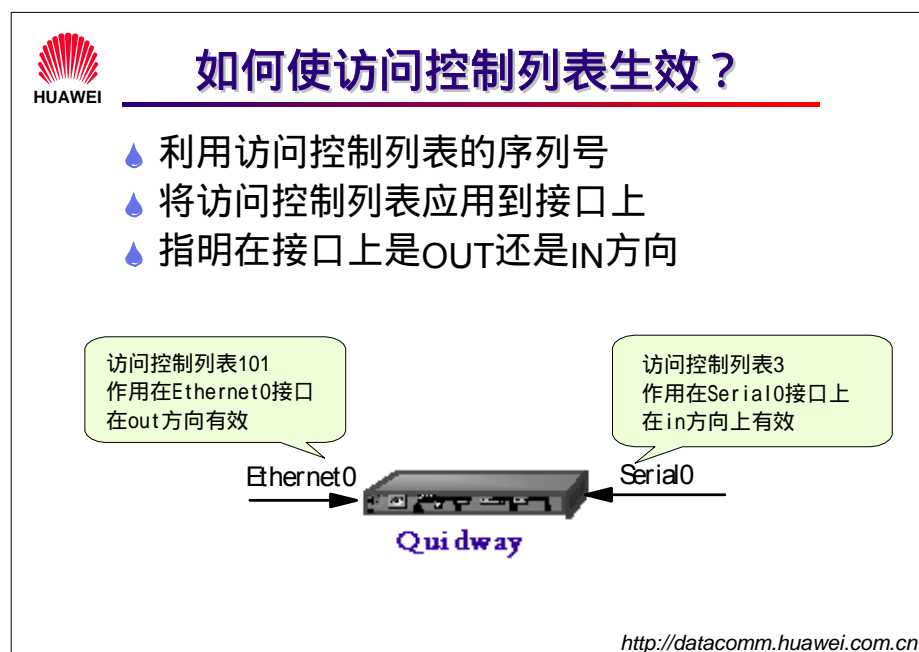 HUAWEI
如何使访问控制列表生效？
利用访问控制列表的序列号
将访问控制列表应用到接口上
指明在接口上是OUT还是IN方向
访问控制列表101
作用在Ethernet0接口
在out方向有效
访问控制列表3
作用在Serial0接口上
在in方向上有效
Ethernet0
Serial0
Quidway
http://datacomm.huawei.com.cn